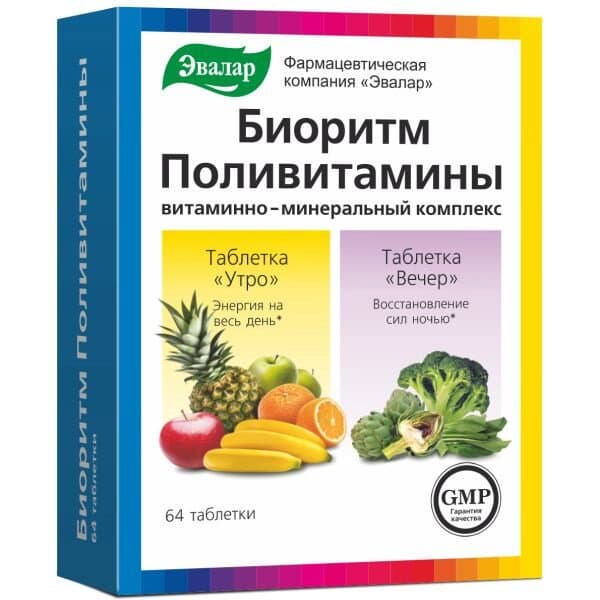 Эвалар
Фармацевтическая
компания «Эвалар»
Биоритм
Поливитамины
витаминно-минеральный комплекс
Таблетка
«Утро»
Энергия на
весь день*
Таблетка
«Вечер»
Восстановление
сил ночью*
64 таблетки
GMP
Гарантия
качества
Биоритм Поливитамины
64 таблетки